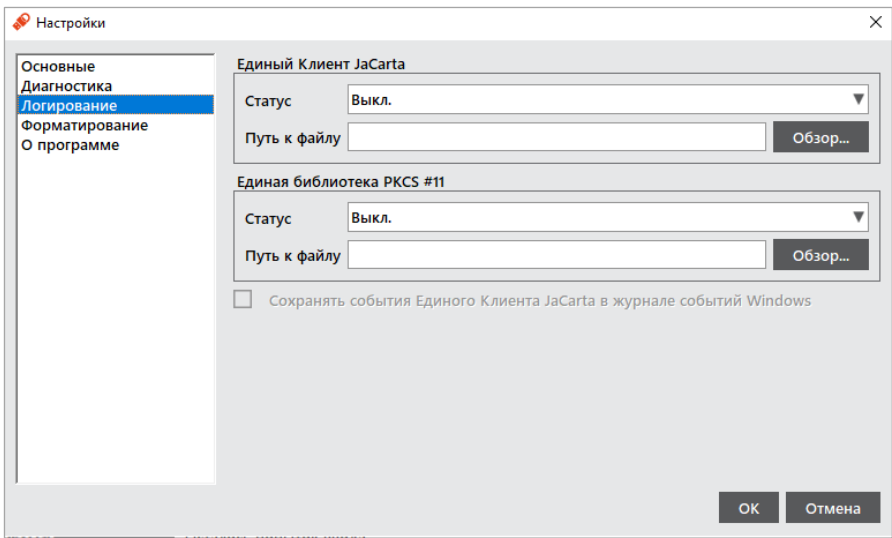 Настройки
Основные
Диагностика
Логирование
Форматирование
О программе
Единый Клиент JaCarta
Статус
Выкл.
Путь к файлу
Обзор...
Единая библиотека PKCS #11
Статус
Выкл.
Путь к файлу
Обзор...
Сохранять события Единого Клиента JaCarta в журнале событий Windows
ОК
Отмена